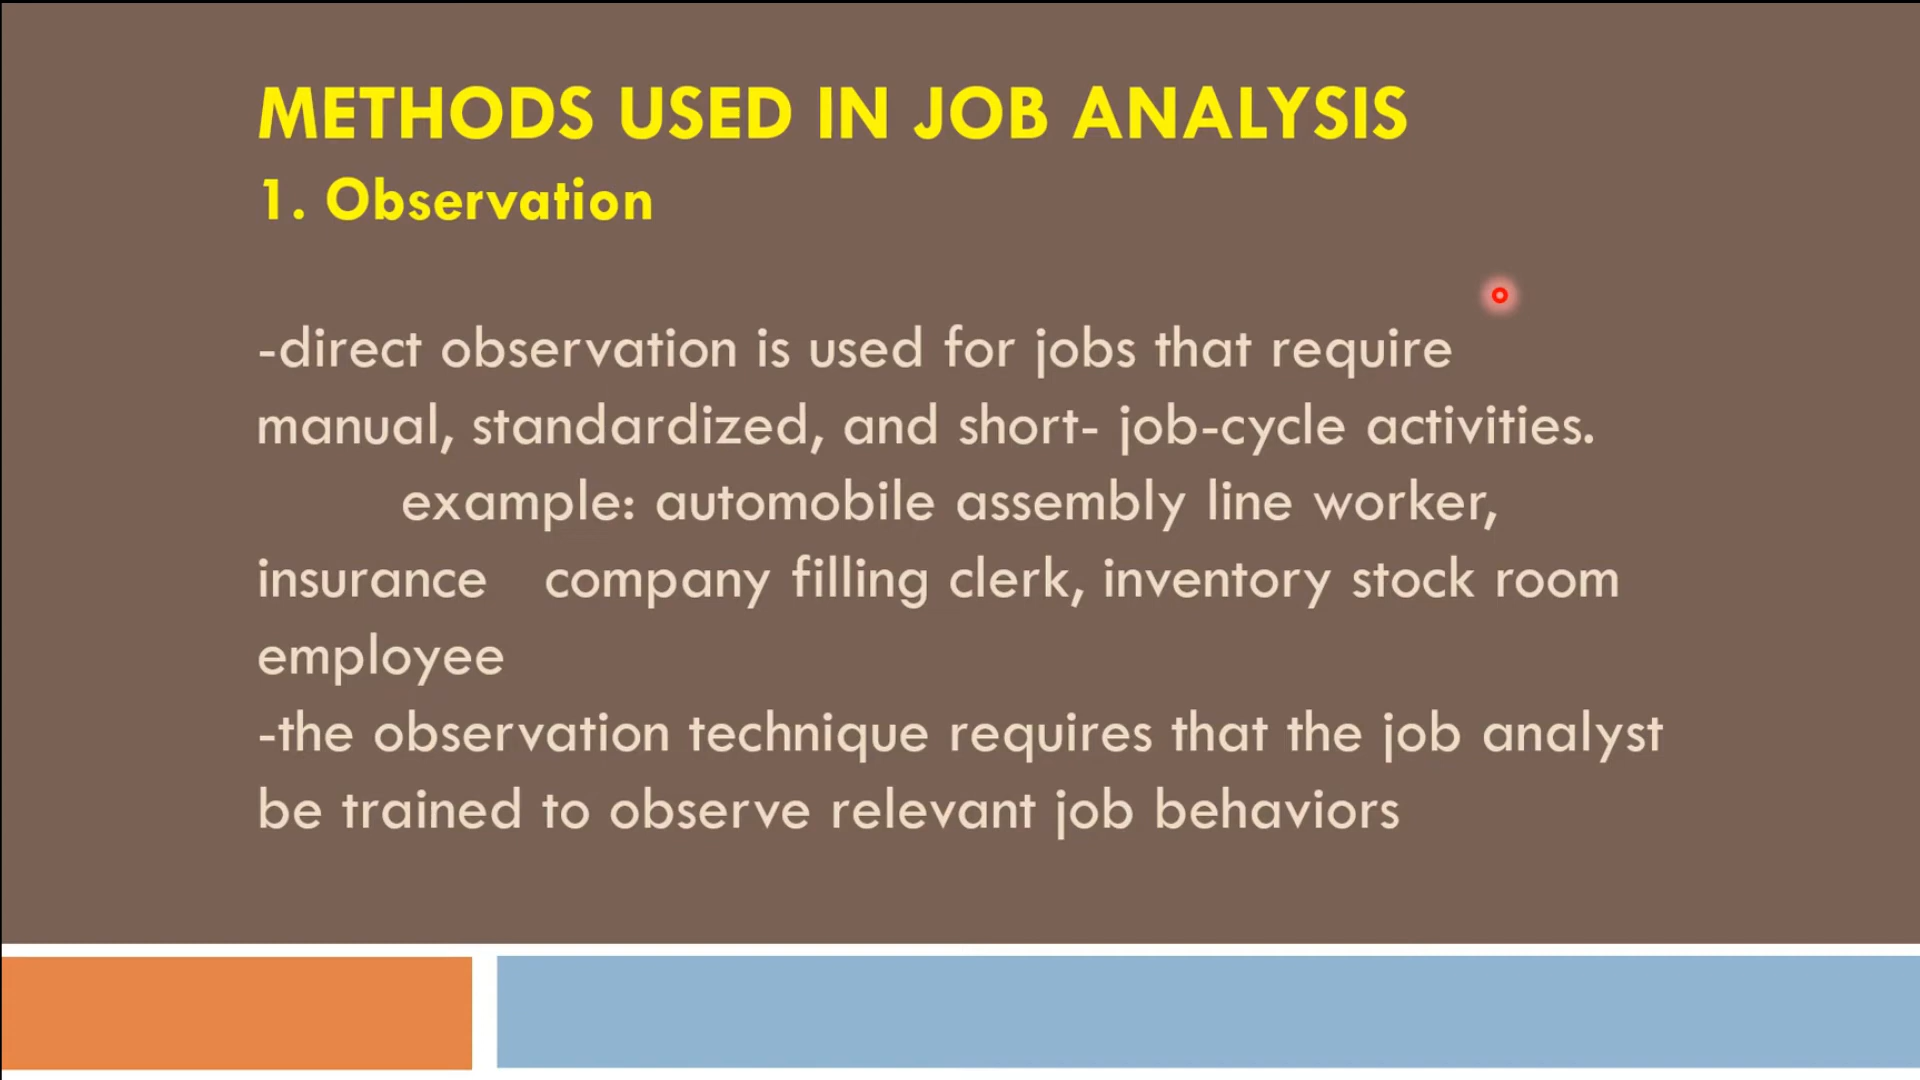 METHODS USED IN JOB ANALYSIS
1. Observation
-direct observation is used for jobs that require
manual, standardized, and short- job-cycle activities.
example: automobile assembly line worker,
insurance company filling clerk, inventory stock room
employee
-the observation technique requires that the job analyst
be trained to observe relevant job behaviors